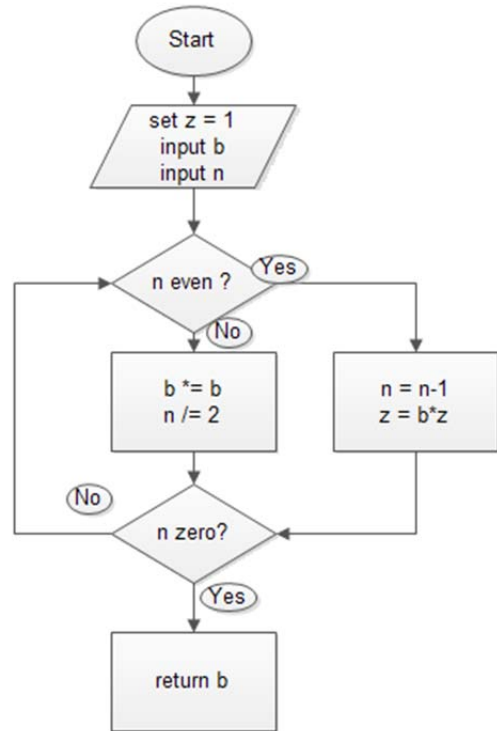 Start
set z = 1
input b
input n
n even ?
Yes
No
b *= b
n /= 2
n = n-1
z = b*z
No
n zero?
Yes
return b